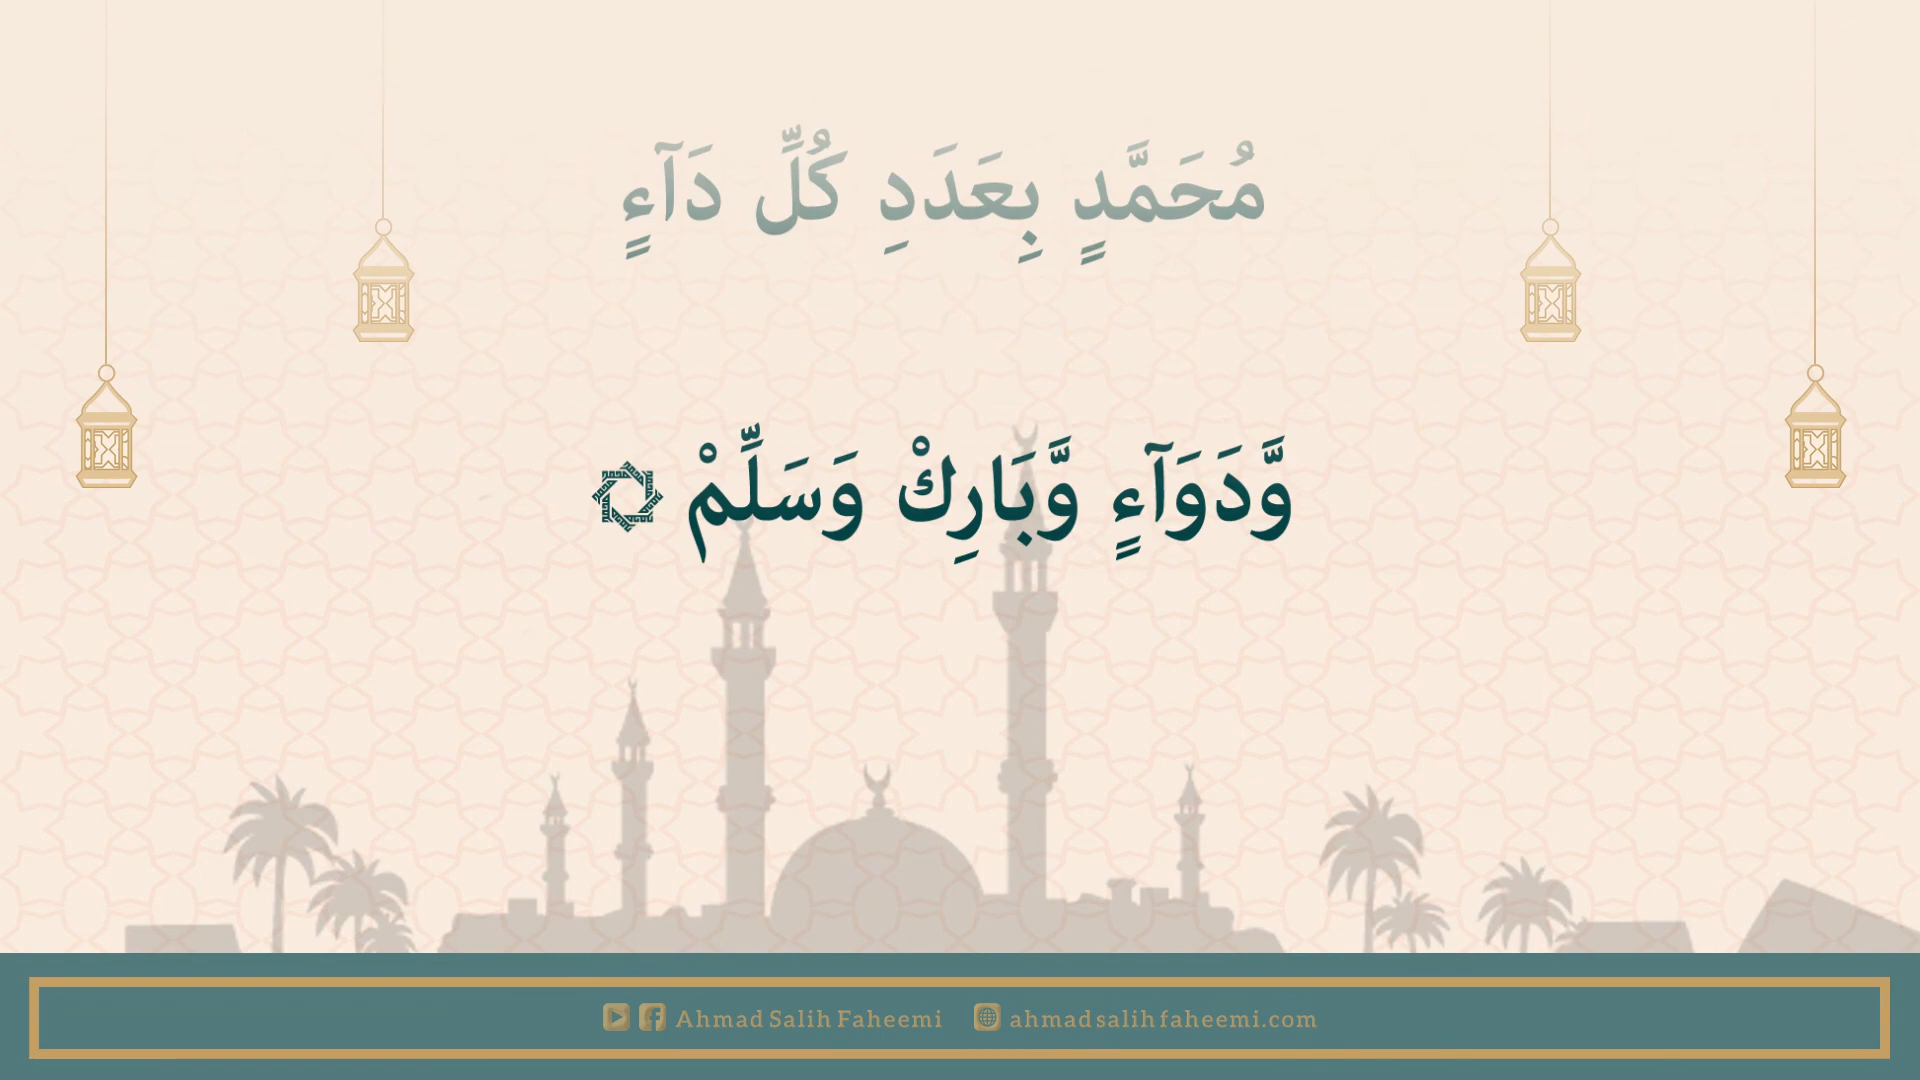 مُحَمَّدٍ بِعَدَدِ كُلِّ دَآءٍ
وَّدَوَآءٍ وَّبَارِكْ وَسَلِّمْ ۞
Ahmad Salih Faheemi ahmadsalihfaheemi.com